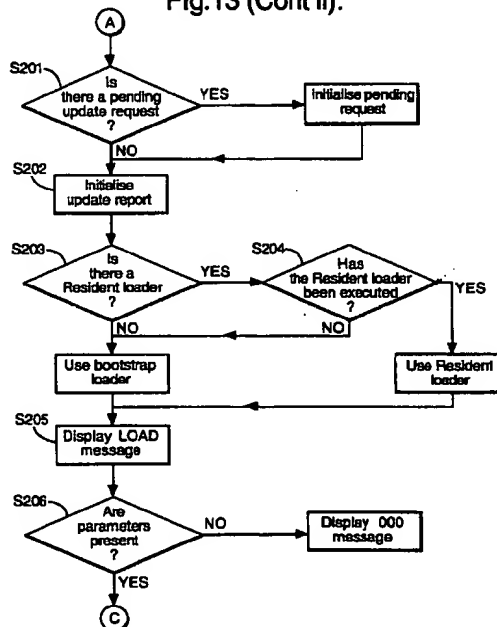 Fig.13 (Cont II).
A
S201
Is
there a pending
update request
?
YES
Initialise pending
request
NO
S202
Initialise
update report
S203
Is
there a
Resident loader
?
YES
S204
Has
the Resident loader
been executed
?
YES
NO
NO
Use bootstrap
loader
Use Resident
loader
S205
Display LOAD
message
S206
Are
parameters
present
?
NO
Display 000
message
YES
C